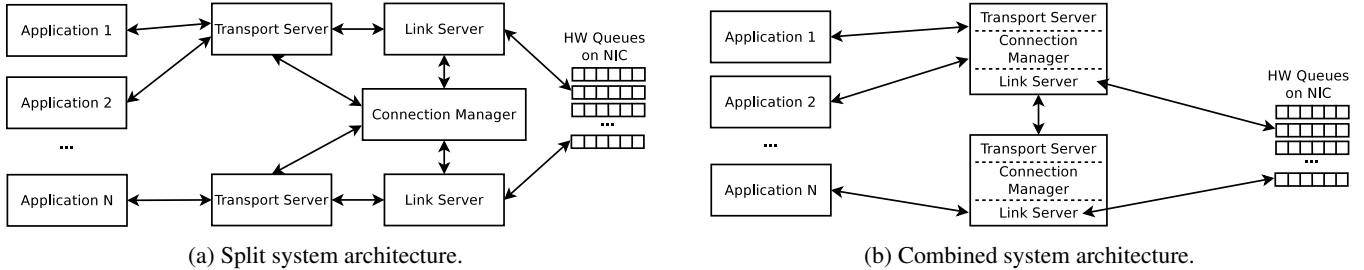 Application 1
Application 2
...
Application N
Transport Server
Transport Server
Link Server
Connection Manager
Link Server
HW Queues
on NIC
...
(a) Split system architecture.
Application 1
Application 2
...
Application N
Transport Server
Connection
Manager
Link Server
Transport Server
Connection
Manager
Link Server
HW Queues
on NIC
...
(b) Combined system architecture.